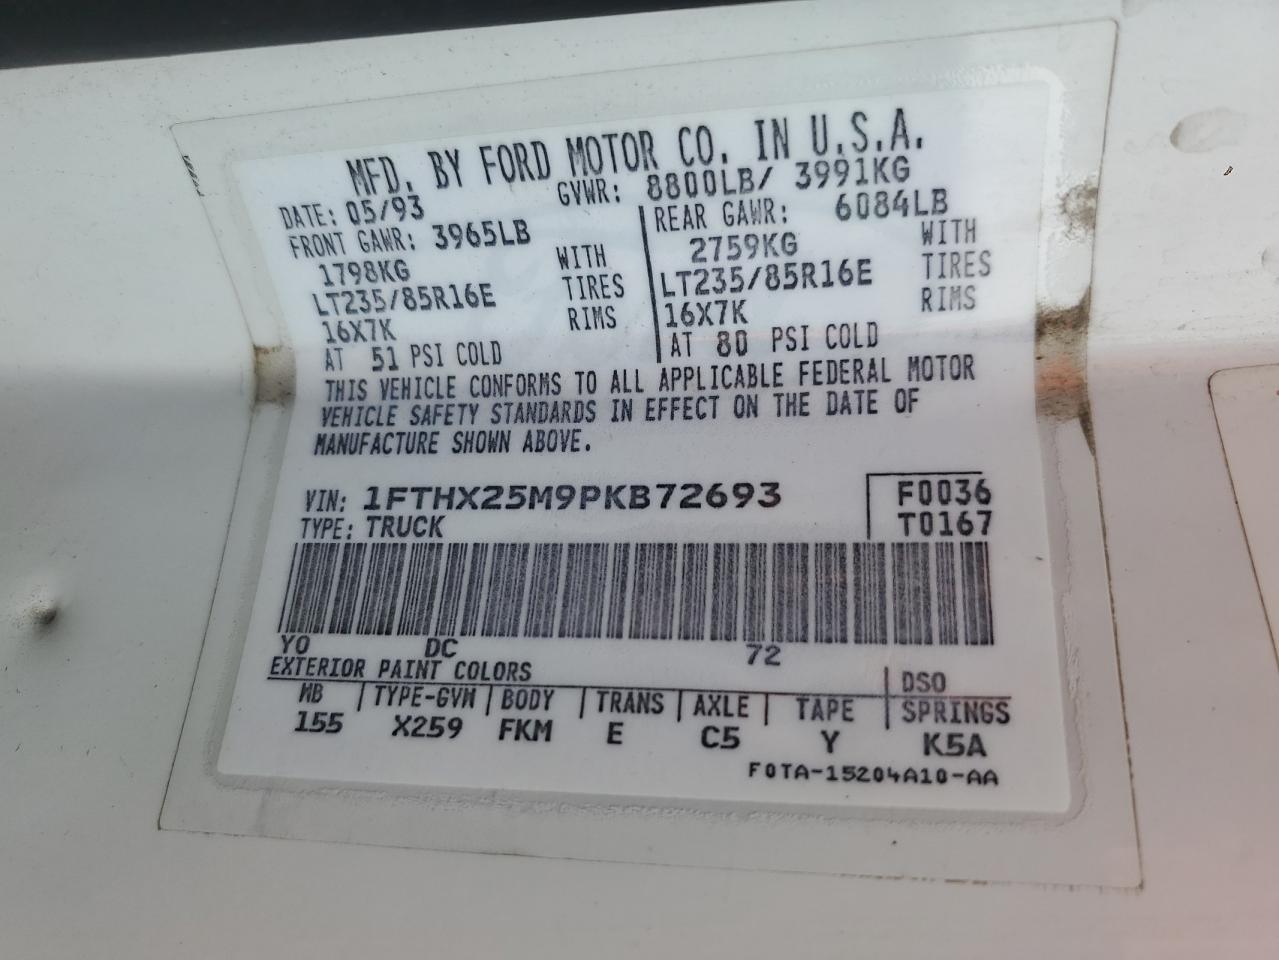 MFD. BY FORD MOTOR CO. IN U.S.A.
DATE: 05/93 GVWR: 8800LB/ 3991KG
FRONT GAWR: 3965LB REAR GAWR: 6084LB
1798KG WITH 2759KG WITH
LT235/85R16E TIRES LT235/85R16E TIRES
16X7K RIMS 16X7K RIMS
AT 51 PSI COLD AT 80 PSI COLD
THIS VEHICLE CONFORMS TO ALL APPLICABLE FEDERAL MOTOR
VEHICLE SAFETY STANDARDS IN EFFECT ON THE DATE OF
MANUFACTURE SHOWN ABOVE.
VIN: 1FTHX25M9PKB72693 F0036
TYPE: TRUCK T0167
YO DC 72
EXTERIOR PAINT COLORS DSO
WB TYPE-GVW BODY TRANS AXLE TAPE SPRINGS
155 X259 FKM E C5 Y K5A
F0TA-15204A10-AA